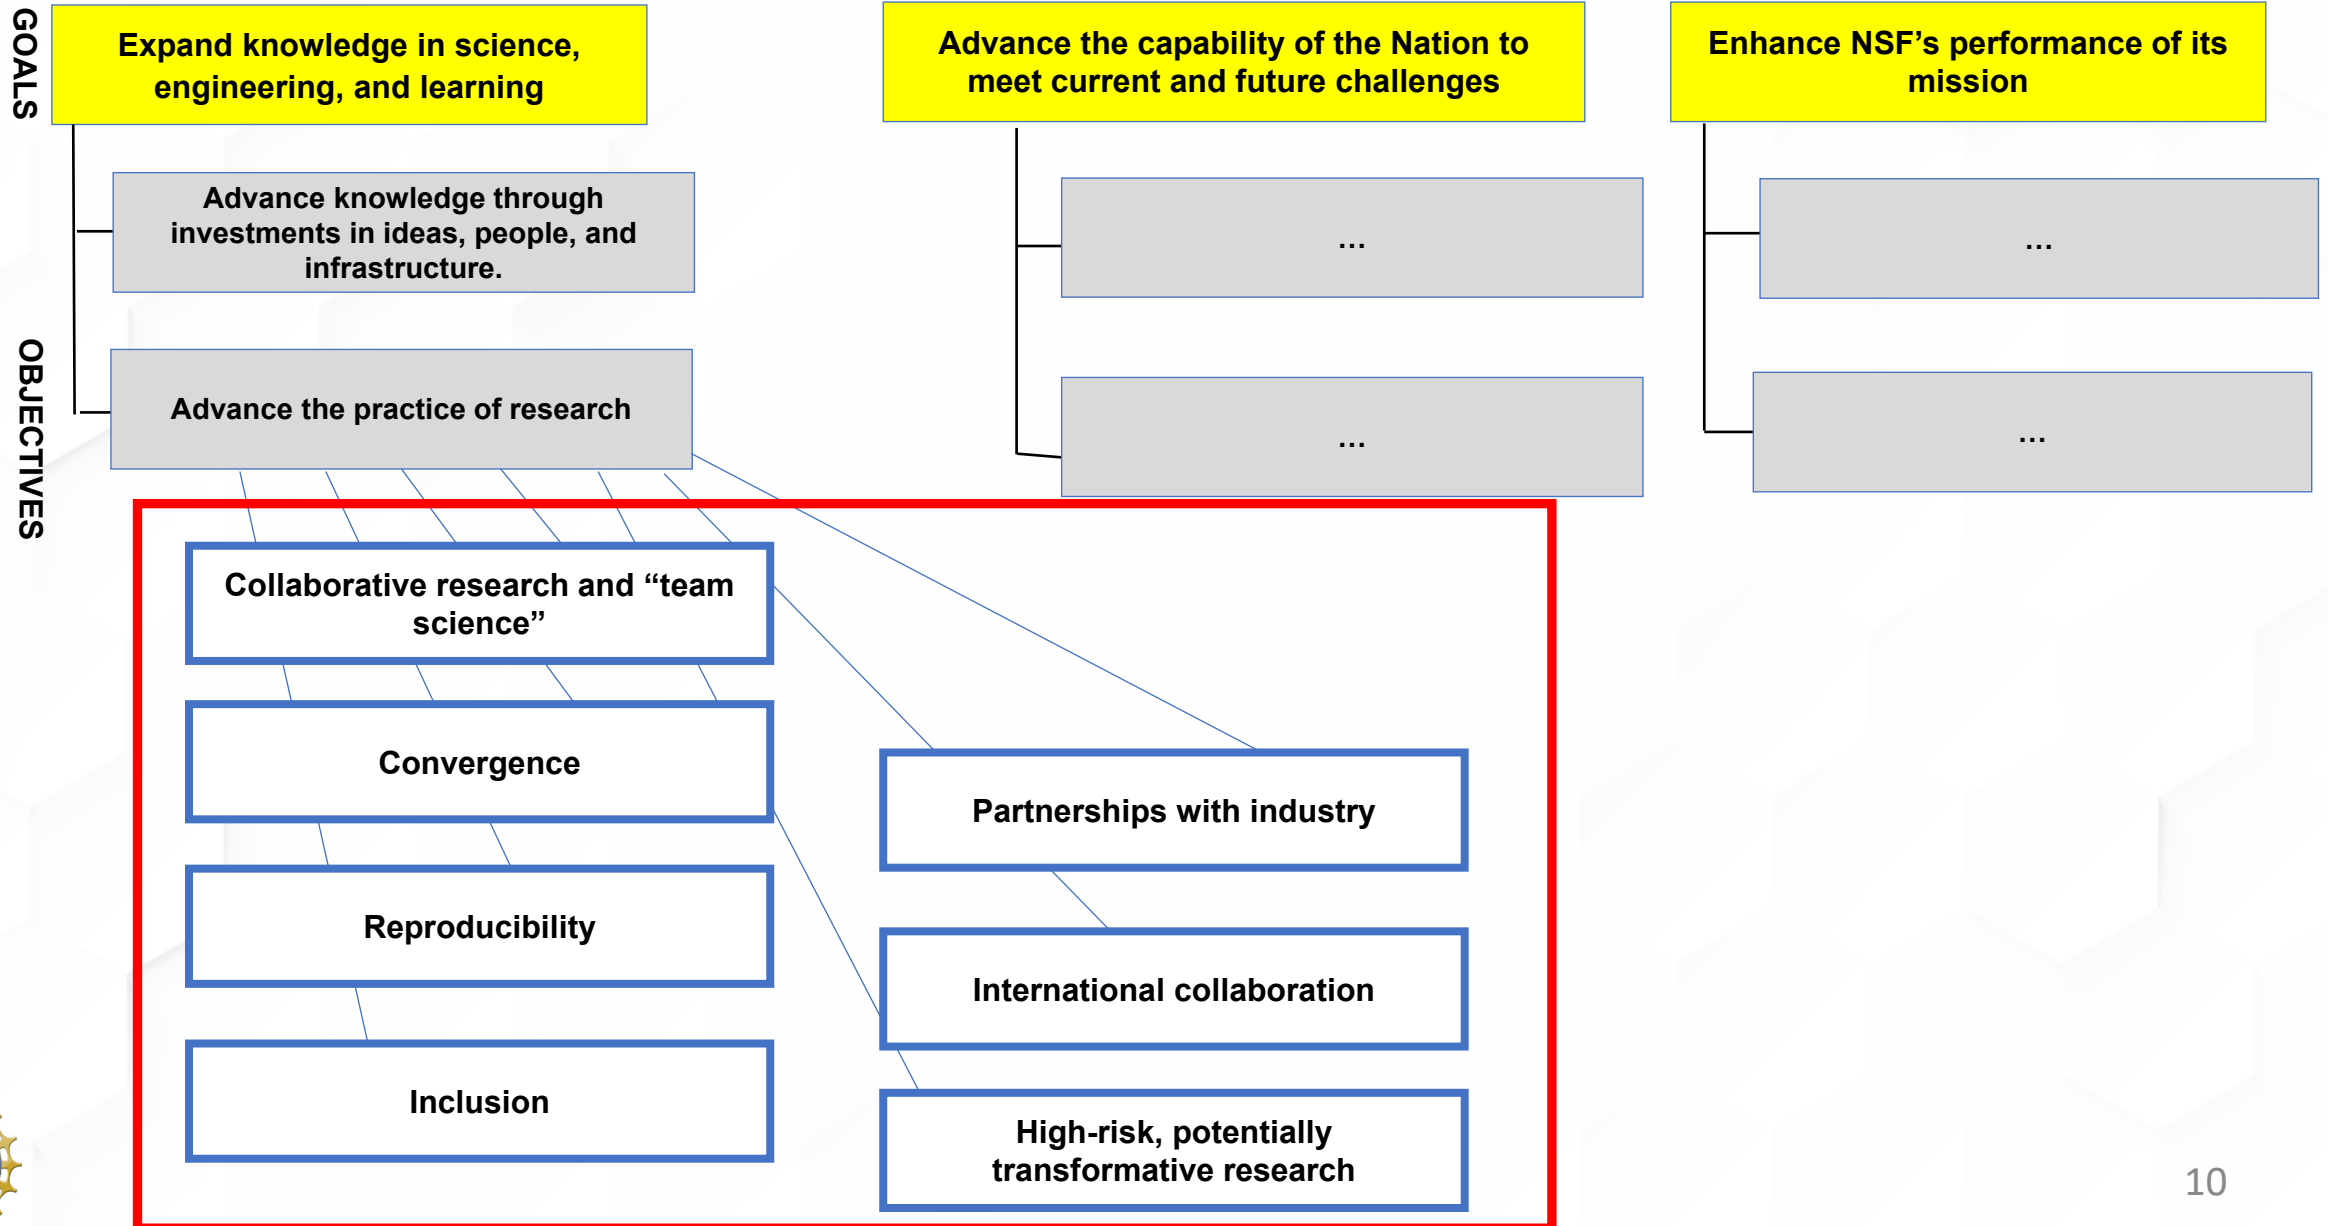 GOALS
Expand knowledge in science,
engineering, and learning
Advance the capability of the Nation to
meet current and future challenges
Enhance NSF’s performance of its
mission
Advance knowledge through
investments in ideas, people, and
infrastructure.
...
...
OBJECTIVES
Advance the practice of research
...
...
Collaborative research and “team
science”
Convergence
Reproducibility
Inclusion
Partnerships with industry
International collaboration
High-risk, potentially
transformative research
10